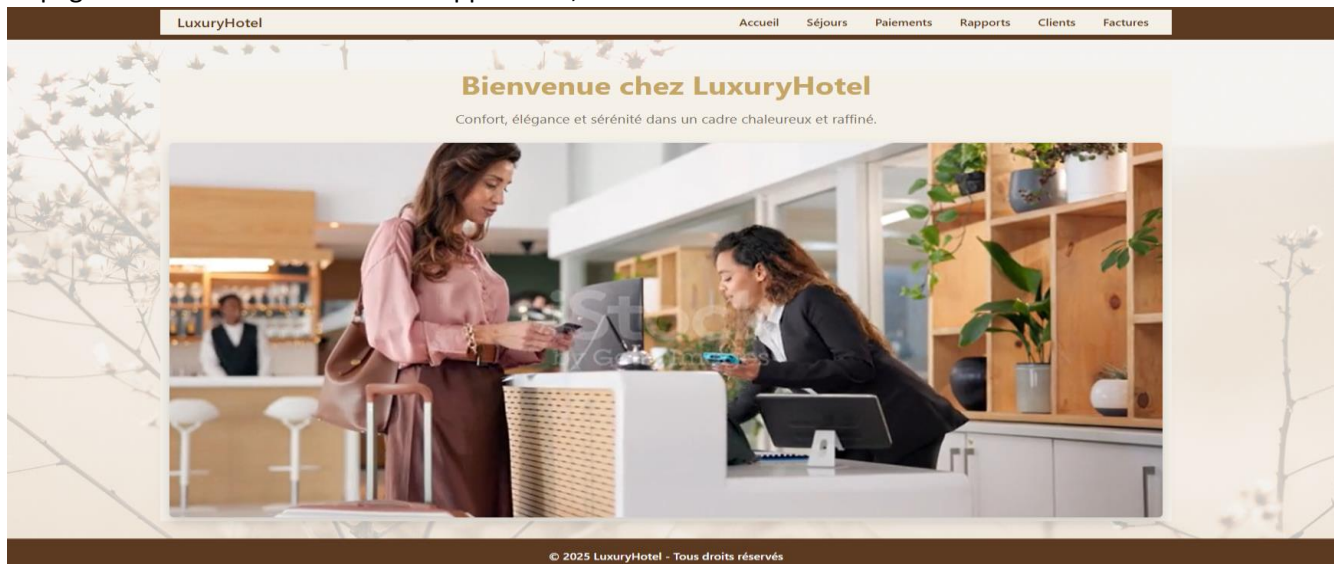 LuxuryHotel
Accueil Séjours Paiements Rapports Clients Factures
Bienvenue chez LuxuryHotel
Confort, élégance et sérénité dans un cadre chaleureux et raffiné.
iStock
© 2025 LuxuryHotel - Tous droits réservés